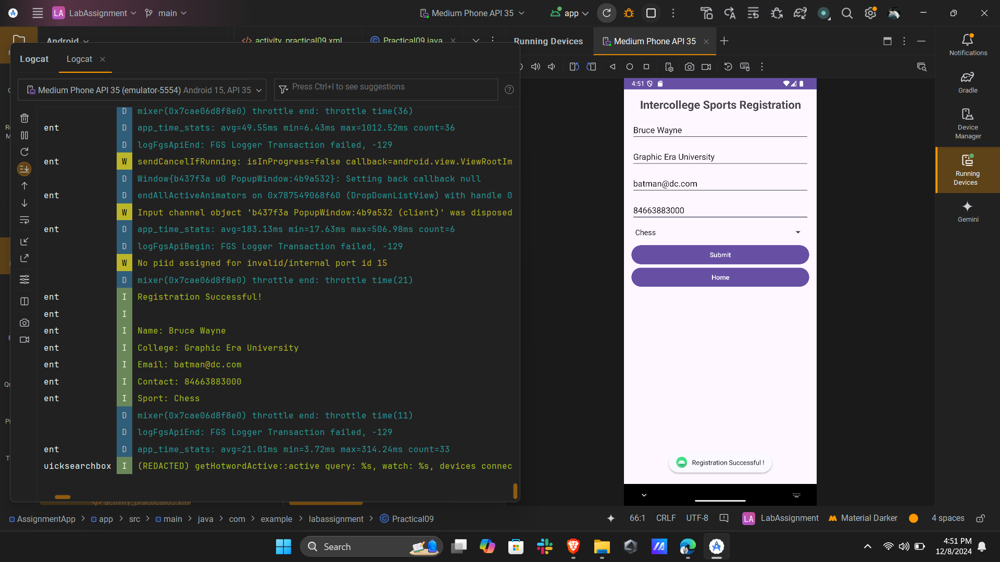 LA LabAssignment main Medium Phone API 35 app
Android activity_practical09.xml Practical09.java Running Devices Medium Phone API 35
Logcat Logcat
Medium Phone API 35 (emulator-5554) Android 15, API 35 Press Ctrl+I to see suggestions
D mixer(0x7cae06d8f8e0) throttle end: throttle time(36)
ent D app_time_stats: avg=49.55ms min=6.43ms max=1012.52ms count=36
D logFgsApiEnd: FGS Logger Transaction failed, -129
ent W sendCancelIfRunning: isInProgress=false callback=android.view.ViewRootIm
D Window{b437f3a u0 PopupWindow:4b9a532}: Setting back callback null
ent D endAllActiveAnimators on 0x787549068f60 (DropDownListView) with handle 0
W Input channel object 'b437f3a PopupWindow:4b9a532 (client)' was disposed
ent D app_time_stats: avg=183.13ms min=17.63ms max=506.98ms count=6
D logFgsApiBegin: FGS Logger Transaction failed, -129
W No piid assigned for invalid/internal port id 15
D mixer(0x7cae06d8f8e0) throttle end: throttle time(21)
ent I Registration Successful!
ent I
ent I Name: Bruce Wayne
ent I College: Graphic Era University
ent I Email: batman@dc.com
ent I Contact: 84663883000
ent I Sport: Chess
D mixer(0x7cae06d8f8e0) throttle end: throttle time(11)
D logFgsApiEnd: FGS Logger Transaction failed, -129
ent D app_time_stats: avg=21.01ms min=3.72ms max=314.24ms count=33
uicksearchbox I (REDACTED) getHotwordActive::active query: %s, watch: %s, devices connec
4:51
Intercollege Sports Registration
Bruce Wayne
Graphic Era University
batman@dc.com
84663883000
Chess
Submit
Home
Registration Successful !
Notifications
Gradle
Device
Manager
Running
Devices
Gemini
AssignmentApp > app > src > main > java > com > example > labassignment > Practical09
66:1 CRLF UTF-8 LA LabAssignment Material Darker 4 spaces
Search
4:51 PM
12/8/2024